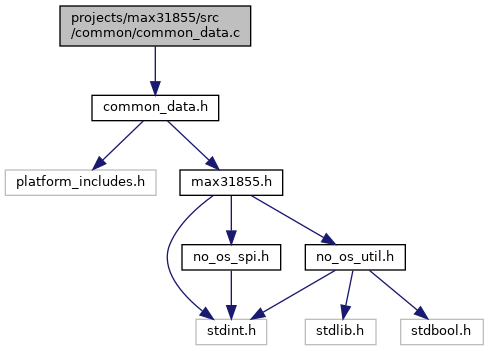 projects/max31855/src
/common/common_data.c
common_data.h
platform_includes.h
max31855.h
no_os_spi.h
no_os_util.h
stdint.h
stdlib.h
stdbool.h